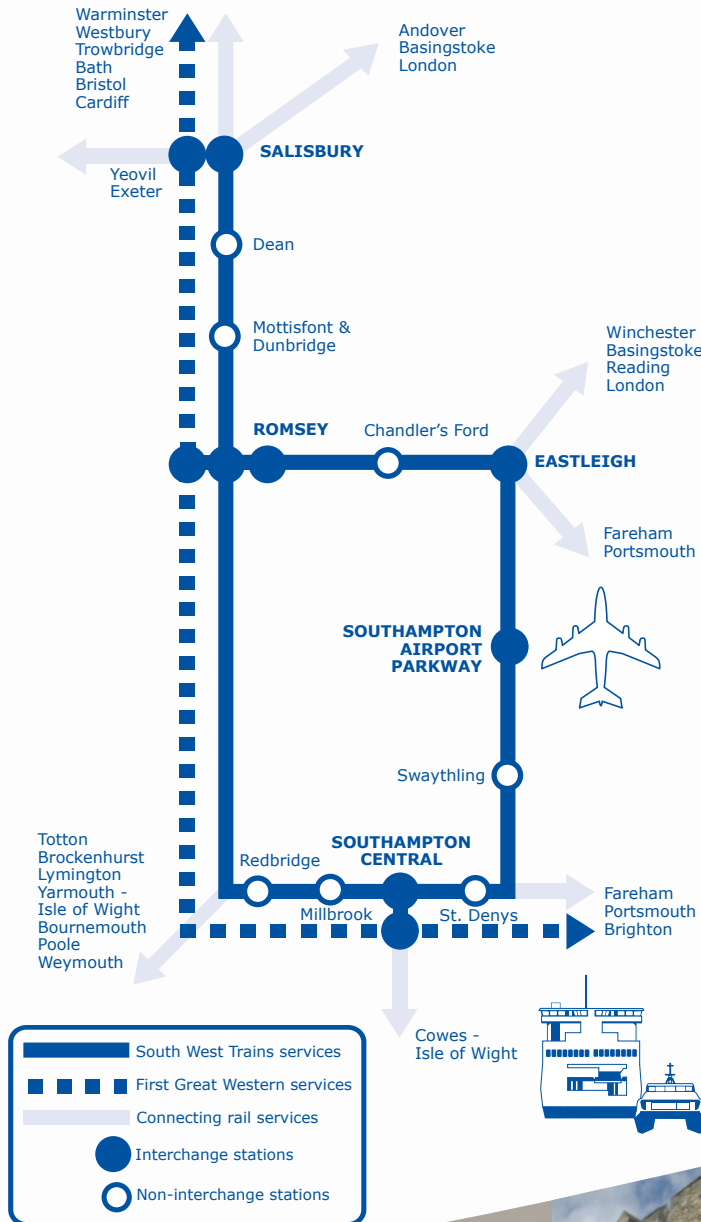 Warminster
Westbury
Trowbridge
Bath
Bristol
Cardiff
Andover
Basingstoke
London
SALISBURY
Yeovil
Exeter
Dean
Mottisfont &
Dunbridge
Winchester
Basingstoke
Reading
London
ROMSEY
Chandler's Ford
EASTLEIGH
Fareham
Portsmouth
SOUTHAMPTON
AIRPORT
PARKWAY
Swaythling
Totton
Brockenhurst
Lymington
Yarmouth -
Isle of Wight
Bournemouth
Poole
Weymouth
Redbridge
SOUTHAMPTON
CENTRAL
Millbrook
St. Denys
Fareham
Portsmouth
Brighton
Cowes -
Isle of Wight
South West Trains services
First Great Western services
Connecting rail services
Interchange stations
Non-interchange stations